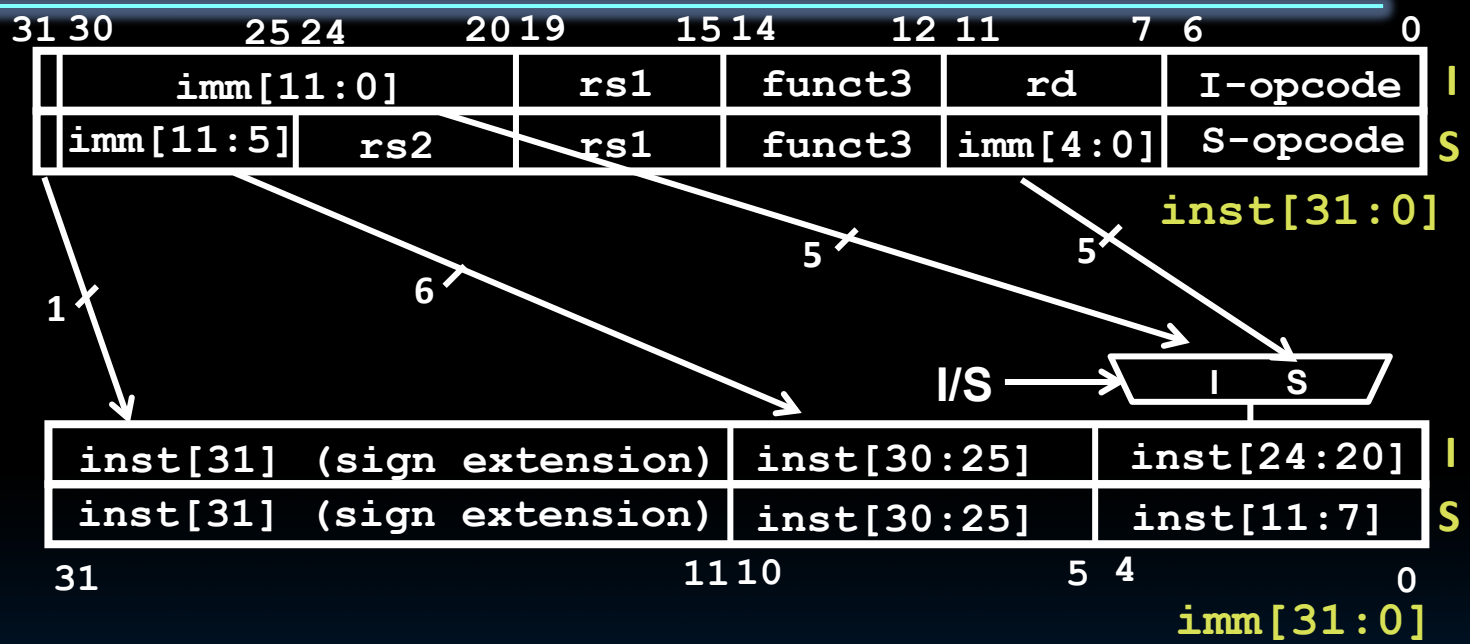 31 30 25 24 20 19 15 14 12 11 7 6 0
imm[11:0] rs1 funct3 rd I-opcode I
imm[11:5] rs2 rs1 funct3 imm[4:0] S-opcode S
inst[31:0]
5 5
1 6
I/S I S
inst[31] (sign extension) inst[30:25] inst[24:20] I
inst[31] (sign extension) inst[30:25] inst[11:7] S
31 11 10 5 4 0
imm[31:0]